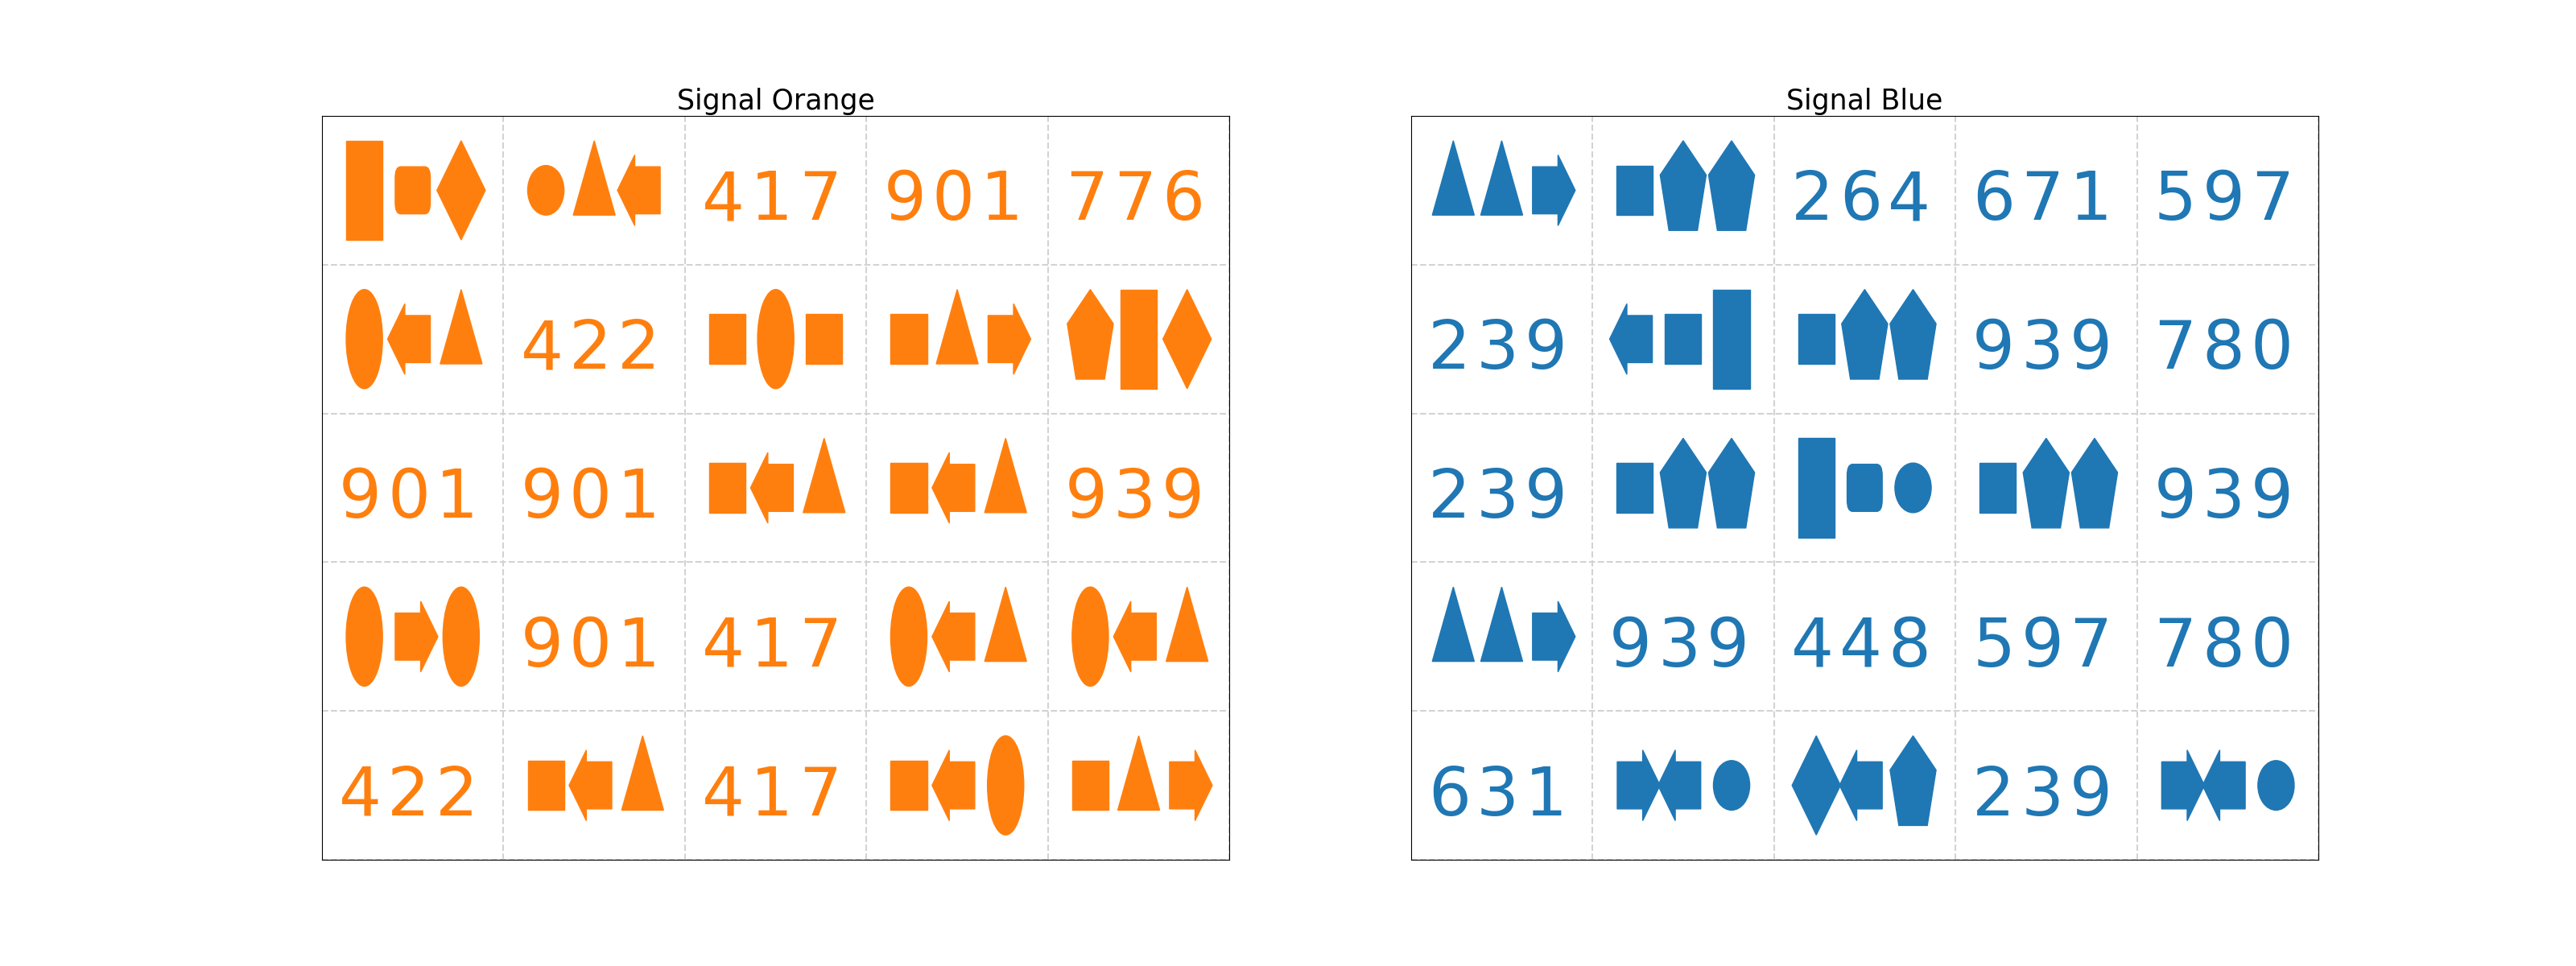 Signal Orange
417 901 776
422
901 901 939
901 417
422 417
Signal Blue
264 671 597
239 939 780
239 939
939 448 597 780
631 239